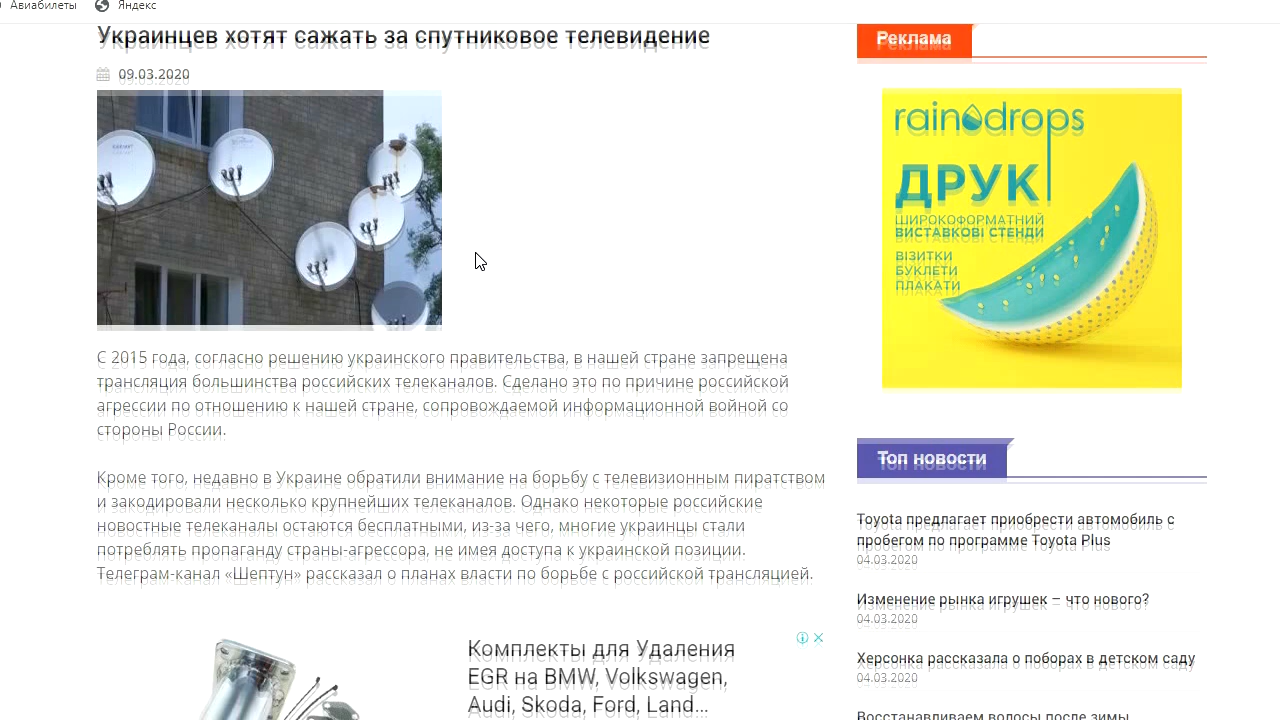 Авиабилеты
Яндекс
Украинцев хотят сажать за спутниковое телевидение
09.03.2020
С 2015 года, согласно решению украинского правительства, в нашей стране запрещена
трансляция большинства российских телеканалов. Сделано это по причине российской
агрессии по отношению к нашей стране, сопровождаемой информационной войной со
стороны России.
Кроме того, недавно в Украине обратили внимание на борьбу с телевизионным пиратством
и закодировали несколько крупнейших телеканалов. Однако некоторые российские
новостные телеканалы остаются бесплатными, из-за чего, многие украинцы стали
потреблять пропаганду страны-агрессора, не имея доступа к украинской позиции.
Телеграм-канал «Шептун» рассказал о планах власти по борьбе с российской трансляцией.
Комплекты для Удаления
EGR на BMW, Volkswagen,
Audi, Skoda, Ford, Land...
Реклама
raindrops
ДРУК
ШИРОКОФОРМАТНИЙ
ВИСТАВКОВІ СТЕНДИ
ВІЗИТКИ
БУКЛЕТИ
ПЛАКАТИ
Топ новости
Toyota предлагает приобрести автомобиль с
пробегом по программе Toyota Plus
04.03.2020
Изменение рынка игрушек – что нового?
04.03.2020
Херсонка рассказала о поборах в детском саду
04.03.2020
Восстанавливаем волосы после зимы